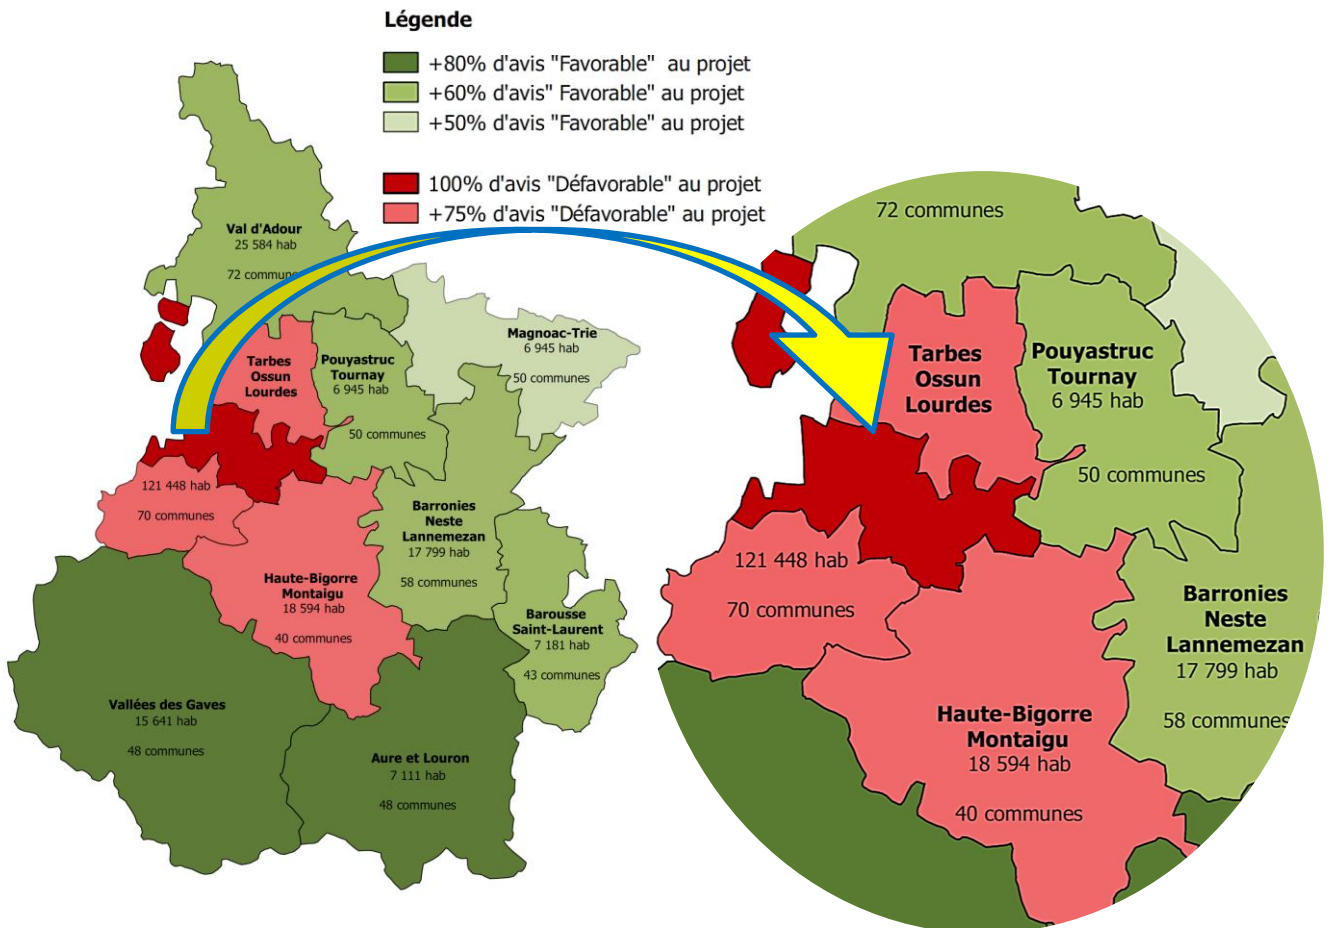 Légende
+80% d'avis "Favorable" au projet
+60% d'avis" Favorable" au projet
+50% d'avis "Favorable" au projet
100% d'avis "Défavorable" au projet
+75% d'avis "Défavorable" au projet
Val d'Adour
25 584 hab
72 communes
Magnoac-Trie
6 945 hab
50 communes
Tarbes
Ossun
Lourdes
Pouyastruc
Tournay
6 945 hab
50 communes
121 448 hab
70 communes
Barronies
Neste
Lannemezan
17 799 hab
58 communes
Haute-Bigorre
Montaigu
18 594 hab
40 communes
Barousse
Saint-Laurent
7 181 hab
43 communes
Vallées des Gaves
15 641 hab
48 communes
Aure et Louron
7 111 hab
48 communes
72 communes
Tarbes
Ossun
Lourdes
Pouyastruc
Tournay
6 945 hab
50 communes
121 448 hab
70 communes
Barronies
Neste
Lannemezan
17 799 hab
58 communes
Haute-Bigorre
Montaigu
18 594 hab
40 communes